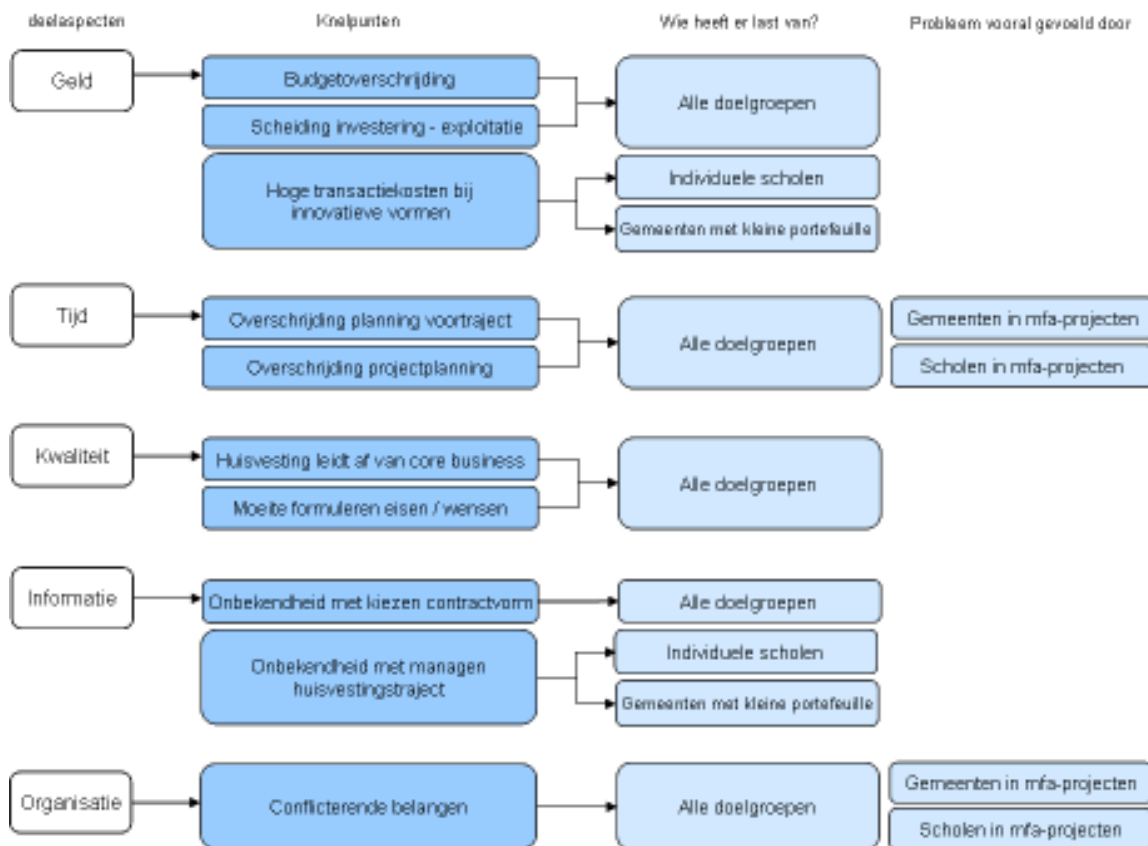 deelaspecten
Knelpunten
Wie heeft er last van?
Probleem vooral gevoeld door
Geld
Budgetoverschrijding
Scheiding investering - exploitatie
Alle doelgroepen
Hoge transactiekosten bij
innovatieve vormen
Individuele scholen
Gemeenten met kleine portefeuille
Tijd
Overschrijding planning voortraject
Overschrijding projectplanning
Alle doelgroepen
Gemeenten in mfa-projecten
Scholen in mfa-projecten
Kwaliteit
Huisvesting leidt af van core business
Moeite formuleren eisen / wensen
Alle doelgroepen
Informatie
Onbekendheid met kiezen contractvorm
Alle doelgroepen
Onbekendheid met managen
huisvestingstraject
Individuele scholen
Gemeenten met kleine portefeuille
Organisatie
Conflicterende belangen
Alle doelgroepen
Gemeenten in mfa-projecten
Scholen in mfa-projecten